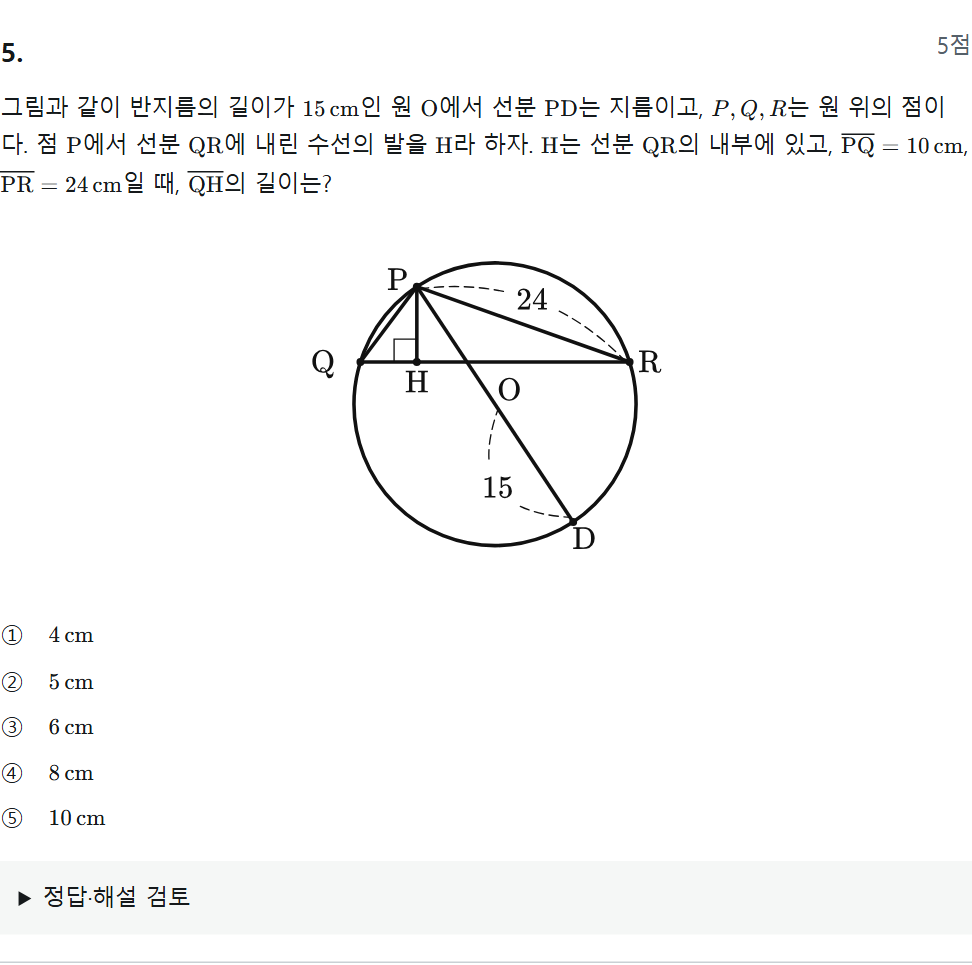 5점
5.
그림과 같이 반지름의 길이가 15 cm인 원 O에서 선분 PD는 지름이고, P, Q, R는 원 위의 점이
다. 점 P에서 선분 QR에 내린 수선의 발을 H라 하자. H는 선분 QR의 내부에 있고, PQ = 10 cm,
PR = 24 cm일 때, QH의 길이는?
P
24
Q
H
R
O
15
D
① 4 cm
② 5 cm
③ 6 cm
④ 8 cm
⑤ 10 cm
▶ 정답·해설 검토